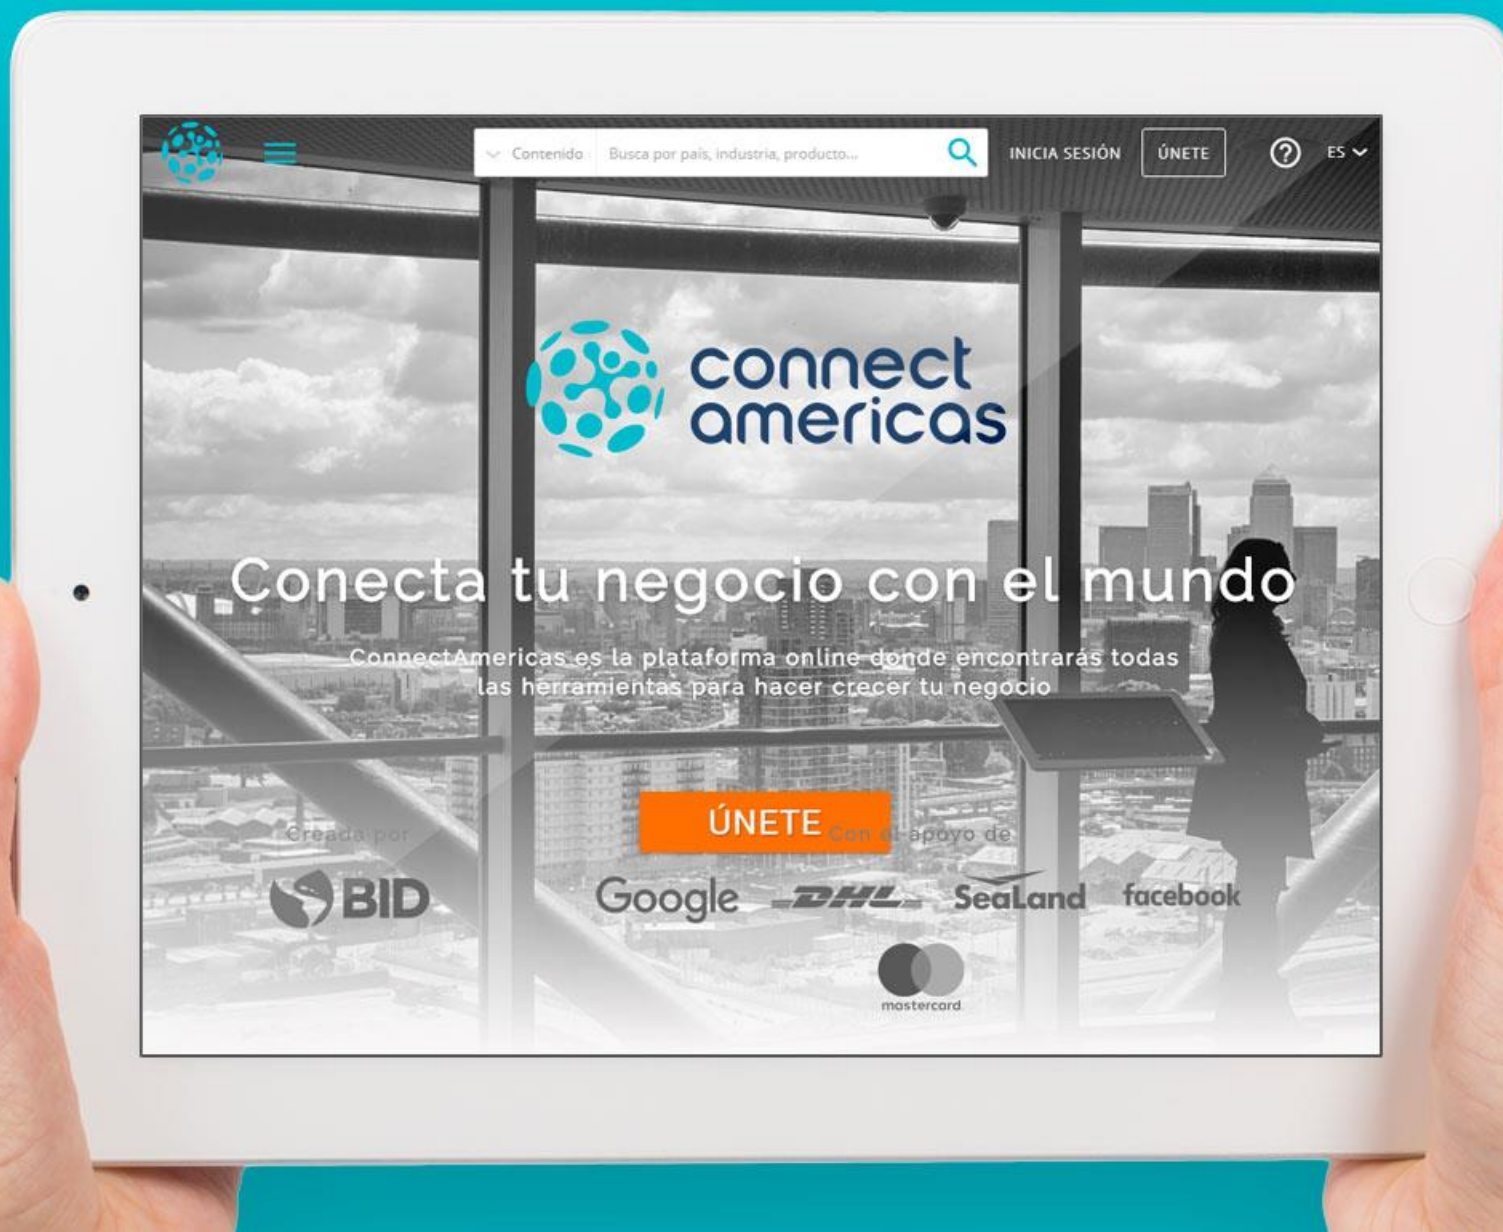 Contenido Busca por país, industria, producto... INICIA SESIÓN ÚNETE ? ES
connect
americas
Conecta tu negocio con el mundo
ConnectAmericas es la plataforma online donde encontrarás todas
las herramientas para hacer crecer tu negocio
ÚNETE
Creada por Con el apoyo de
BID Google DHL SeaLand facebook
mastercard